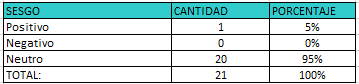 SESGO CANTIDAD PORCENTAJE
Positivo 1 5%
Negativo 0 0%
Neutro 20 95%
TOTAL: 21 100%